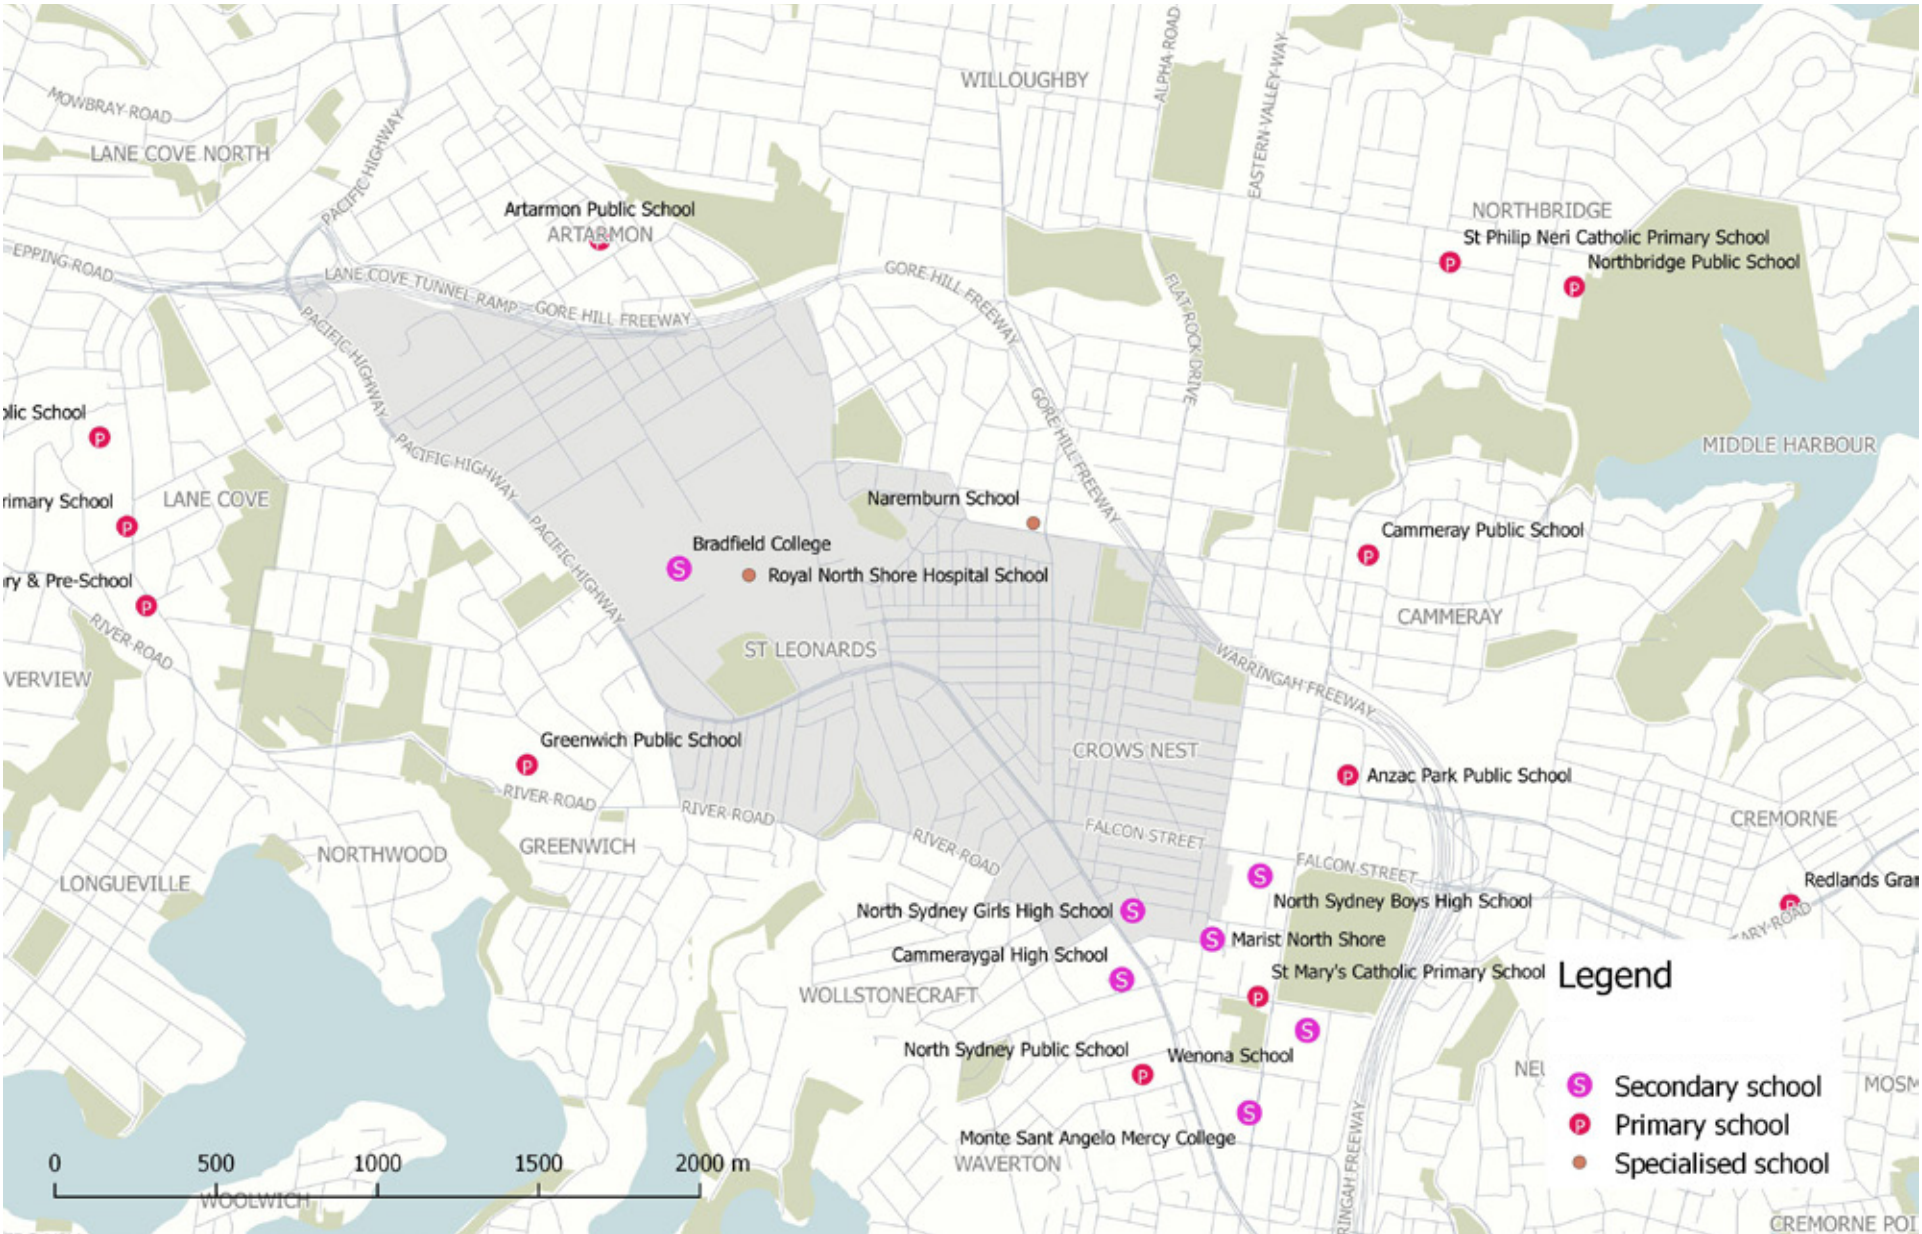 WILLOUGHBY
ALPHA ROAD
EASTERN VALLEY WAY
MOWBRAY ROAD
LANE COVE NORTH
PACIFIC HIGHWAY
Artarmon Public School
ARTARMON
P
NORTHBRIDGE
St Philip Neri Catholic Primary School
P
Northbridge Public School
P
EPPING ROAD
LANE COVE TUNNEL RAMP
GORE HILL FREEWAY
GORE HILL FREEWAY
FLAT ROCK DRIVE
PACIFIC HIGHWAY
GORE HILL FREEWAY
blic School
P
PACIFIC HIGHWAY
MIDDLE HARBOUR
rimary School
LANE COVE
P
Naremburn School
PACIFIC HIGHWAY
Cammeray Public School
P
Bradfield College
S
Royal North Shore Hospital School
ry & Pre-School
P
RIVER ROAD
CAMMERAY
ST LEONARDS
WARRINGAH FREEWAY
VERVIEW
Greenwich Public School
P
CROWS NEST
P
Anzac Park Public School
RIVER ROAD
RIVER ROAD
CREMORNE
FALCON STREET
GREENWICH
NORTHWOOD
RIVER ROAD
FALCON STREET
LONGUEVILLE
S
Redlands Gra
North Sydney Boys High School
P
North Sydney Girls High School
S
ARY ROAD
S
Marist North Shore
Cammeraygal High School
S
St Mary's Catholic Primary School
Legend
WOLLSTONECRAFT
P
S
North Sydney Public School
Wenona School
P
NEU
MOSM
S
Secondary school
S
Monte Sant Angelo Mercy College
P
Primary school
WAVERTON
Specialised school
RINGAH FREEWAY
0 500 1000 1500 2000 m
WOOLWICH
CREMORNE POI